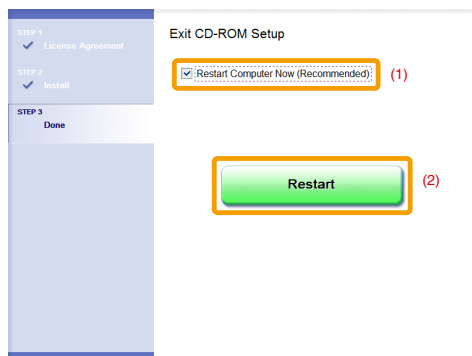 STEP 1
License Agreement
STEP 2
Install
STEP 3
Done
Exit CD-ROM Setup
Restart Computer Now (Recommended)
(1)
Restart
(2)